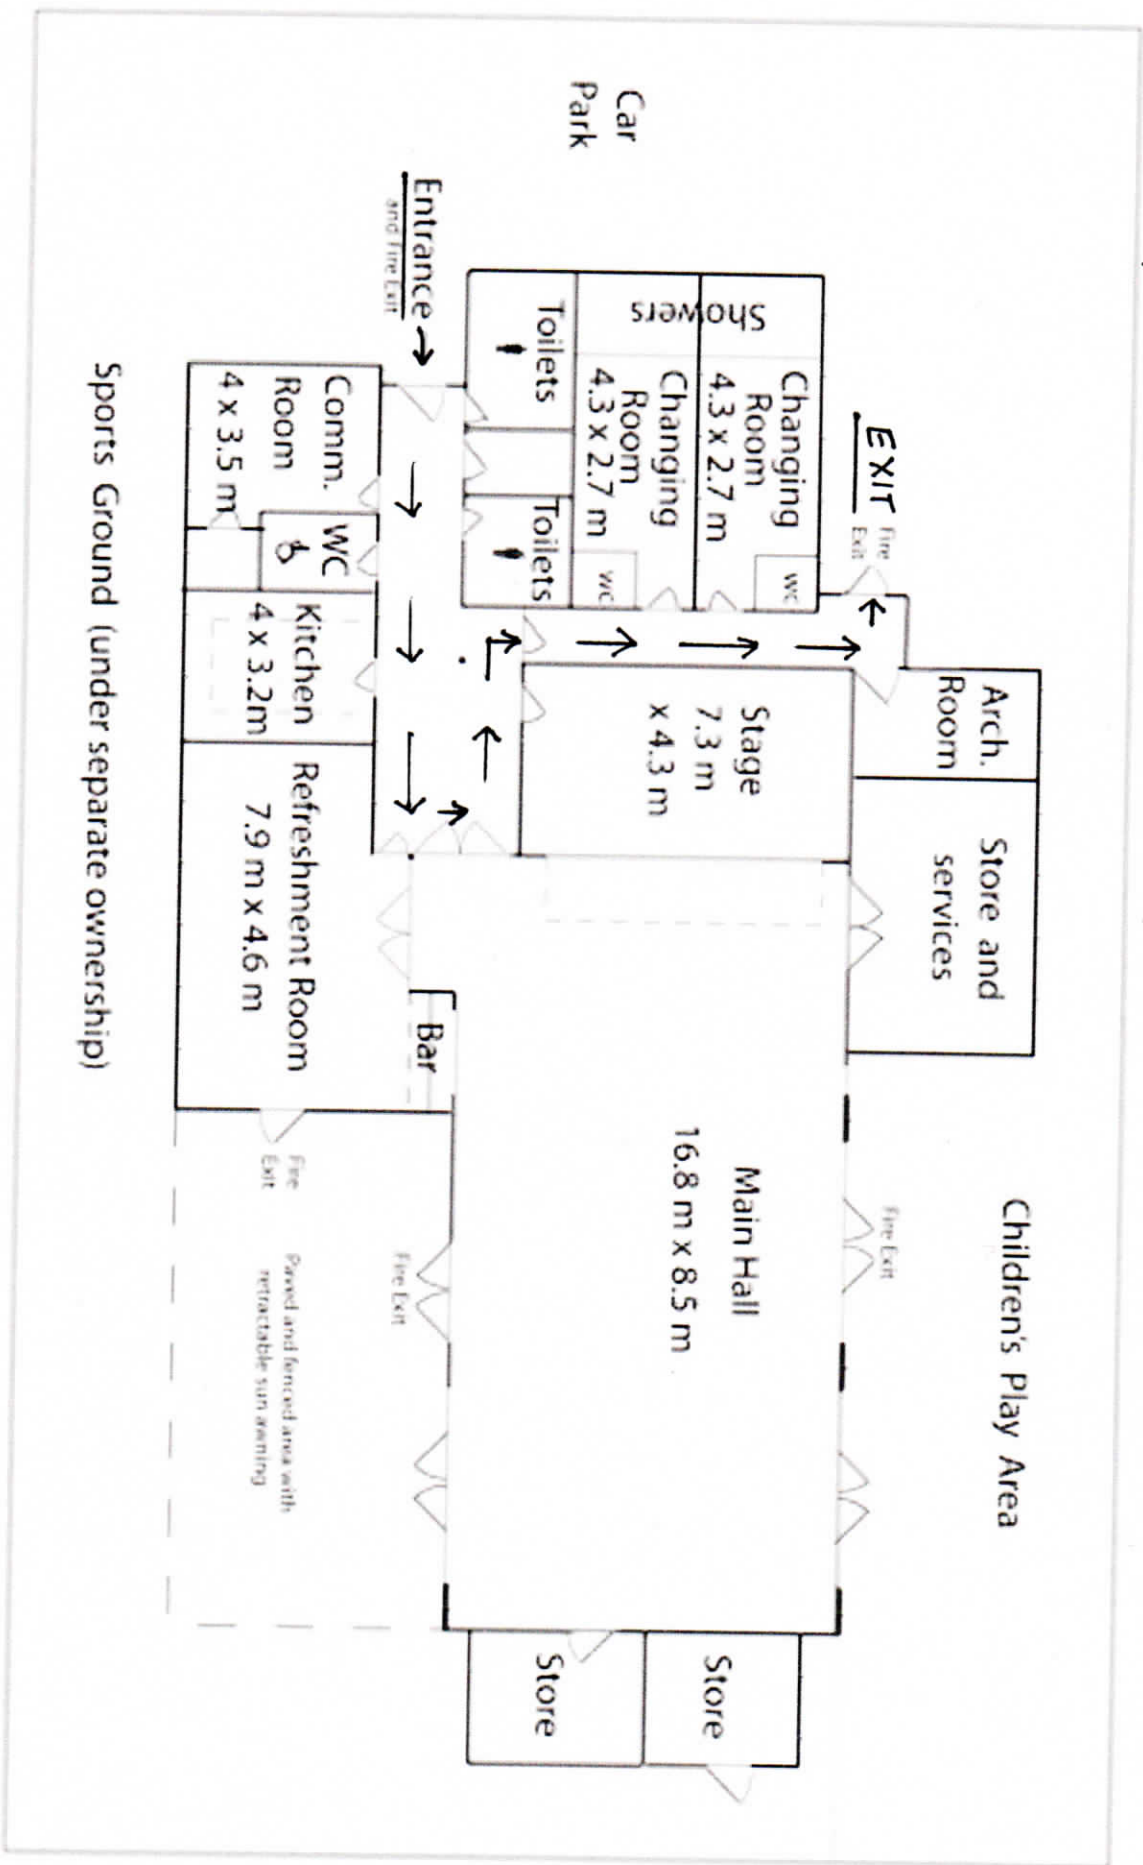 Car
Park
Entrance
and Fire Exit
Toilets
Toilets
Showers
Changing
Room
4.3 x 2.7 m
Changing
Room
4.3 x 2.7 m
WC
WC
EXIT
Fire
Exit
Comm.
Room
4 x 3.5 m
WC
Kitchen
4 x 3.2m
Refreshment Room
7.9 m x 4.6 m
Bar
Stage
7.3 m
x 4.3 m
Arch.
Room
Store and
services
Main Hall
16.8 m x 8.5 m
Fire Exit
Fire Exit
Fire
Exit
Paved and fenced area with
retractable sun awning
Store
Store
Children's Play Area
Sports Ground (under separate ownership)